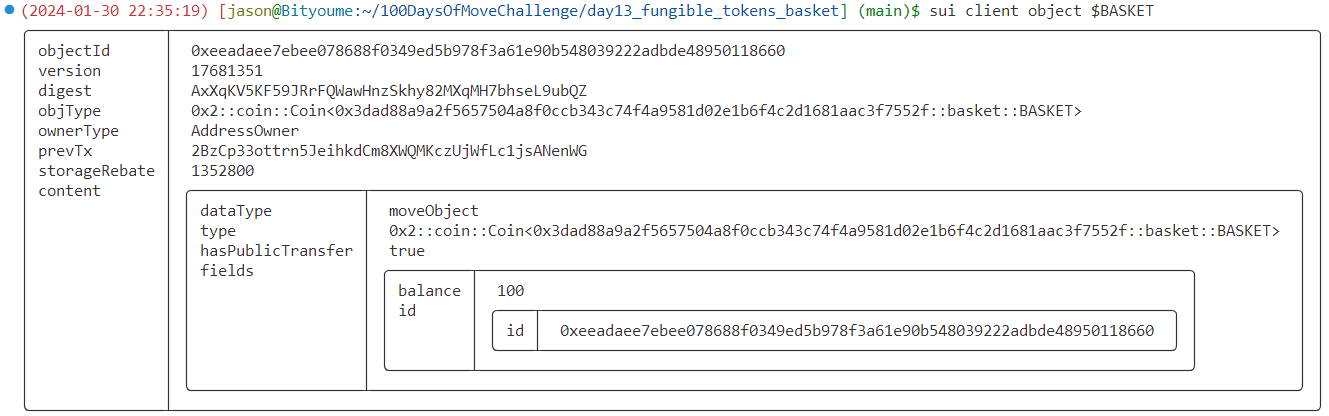 (2024-01-30 22:35:19) [jason@Bityoume:~/100DaysOfMoveChallenge/day13_fungible_tokens_basket] (main)$ sui client object $BASKET
objectId 0xeeadaee7ebee078688f0349ed5b978f3a61e90b548039222adbde48950118660
version 17681351
digest AxXqKV5KF59JRrFQWawHnzSkhy82MXqMH7bhseL9ubQZ
objType 0x2::coin::Coin<0x3dad88a9a2f5657504a8f0ccb343c74f4a9581d02e1b6f4c2d1681aac3f7552f::basket::BASKET>
ownerType AddressOwner
prevTx 2BzCp33ottrn5JeihkdCm8XWQMKczUjWfLc1jsANenWG
storageRebate 1352800
content
dataType moveObject
type 0x2::coin::Coin<0x3dad88a9a2f5657504a8f0ccb343c74f4a9581d02e1b6f4c2d1681aac3f7552f::basket::BASKET>
hasPublicTransfer true
fields
balance 100
id
id 0xeeadaee7ebee078688f0349ed5b978f3a61e90b548039222adbde48950118660